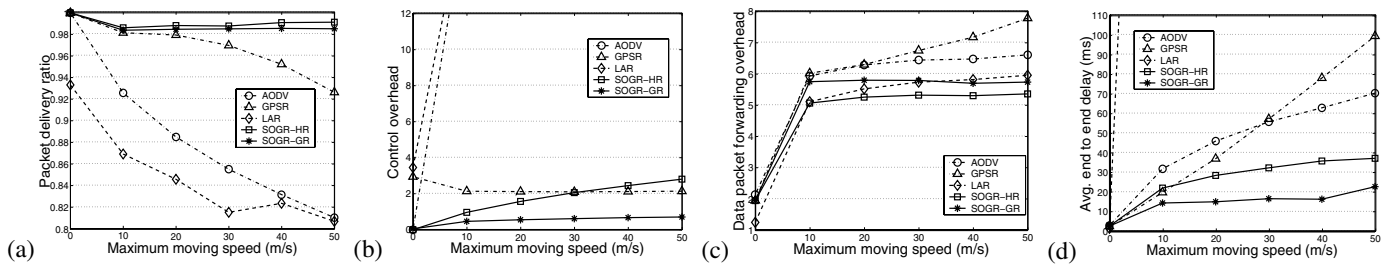 (a)
Packet delivery ratio
0.98
0.94
0.92
0.9
0.88
0.86
0.84
0.82
0.8
0
10
20
30
40
50
Maximum moving speed (m/s)
AODV
GPSR
LAR
SOGR-HR
SOGR-GR
(b)
Control overhead
12
10
8
6
4
2
0
0
10
20
30
40
50
Maximum moving speed (m/s)
AODV
GPSR
LAR
SOGR-HR
SOGR-GR
(c)
Data packet forwarding overhead
8
7
6
5
4
3
2
1
0
10
20
30
40
50
Maximum moving speed (m/s)
AODV
GPSR
LAR
SOGR-HR
SOGR-GR
(d)
Avg. end to end delay (ms)
110
100
90
80
70
60
50
40
30
20
10
0
0
10
20
30
40
50
Maximum moving speed (m/s)
AODV
GPSR
LAR
SOGR-HR
SOGR-GR